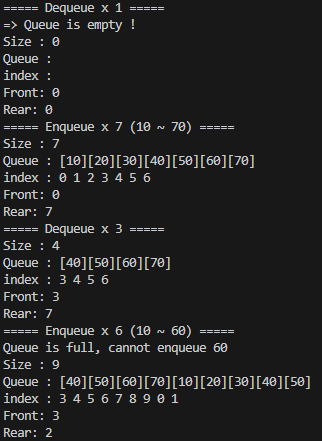 ===== Dequeue x 1 =====
=> Queue is empty !
Size : 0
Queue :
index :
Front: 0
Rear: 0
===== Enqueue x 7 (10 ~ 70) =====
Size : 7
Queue : [10][20][30][40][50][60][70]
index : 0 1 2 3 4 5 6
Front: 0
Rear: 7
===== Dequeue x 3 =====
Size : 4
Queue : [40][50][60][70]
index : 3 4 5 6
Front: 3
Rear: 7
===== Enqueue x 6 (10 ~ 60) =====
Queue is full, cannot enqueue 60
Size : 9
Queue : [40][50][60][70][10][20][30][40][50]
index : 3 4 5 6 7 8 9 0 1
Front: 3
Rear: 2